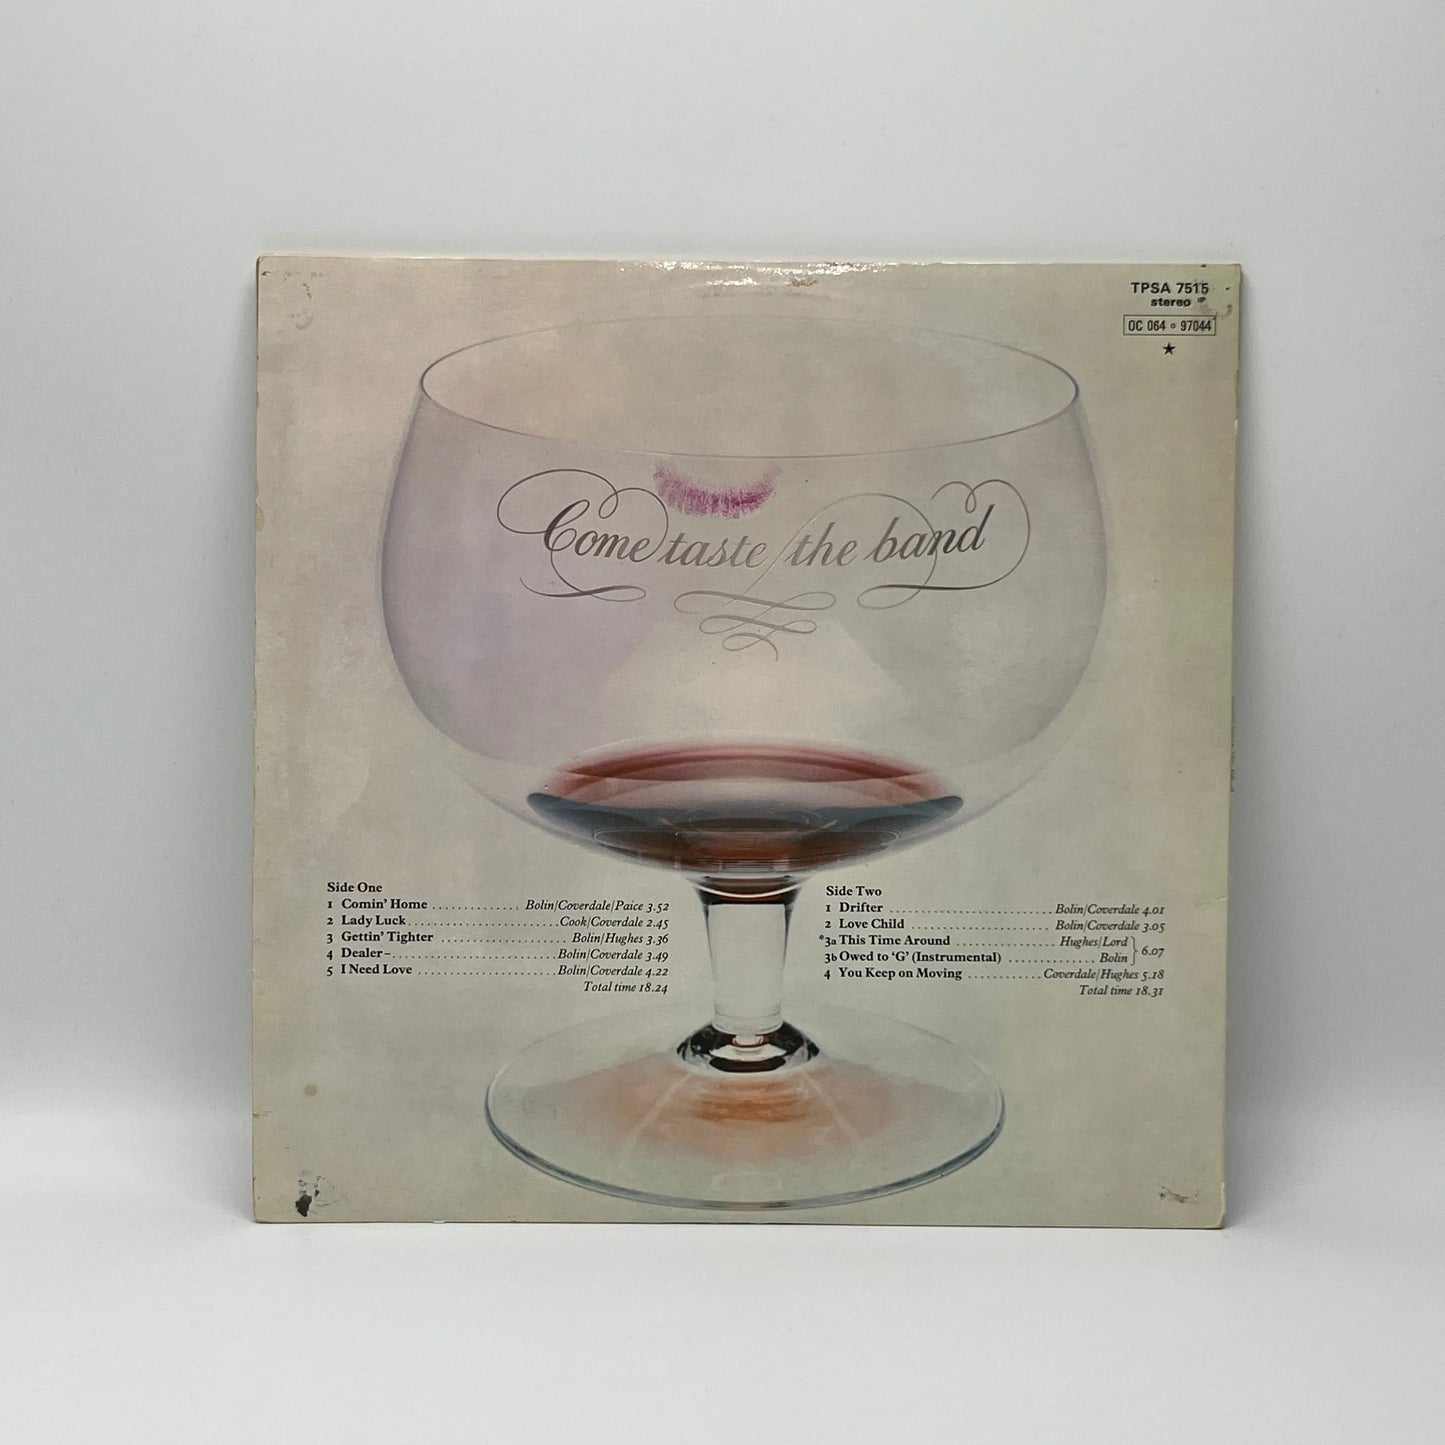 TPSA 7515
stereo
OC 064 ∘ 97044
★
Come taste the band
Side One
1 Comin' Home .............. Bolin/Coverdale/Paice 3.52
2 Lady Luck ....................... Cook/Coverdale 2.45
3 Gettin' Tighter .................... Bolin/Hughes 3.36
4 Dealer – ......................... Bolin/Coverdale 3.49
5 I Need Love ..................... Bolin/Coverdale 4.22
Total time 18.24
Side Two
1 Drifter ......................... Bolin/Coverdale 4.01
2 Love Child ...................... Bolin/Coverdale 3.05
*3a This Time Around ................ Hughes/Lord } 6.07
3b Owed to 'G' (Instrumental) .............. Bolin
4 You Keep on Moving ............ Coverdale/Hughes 5.18
Total time 18.31